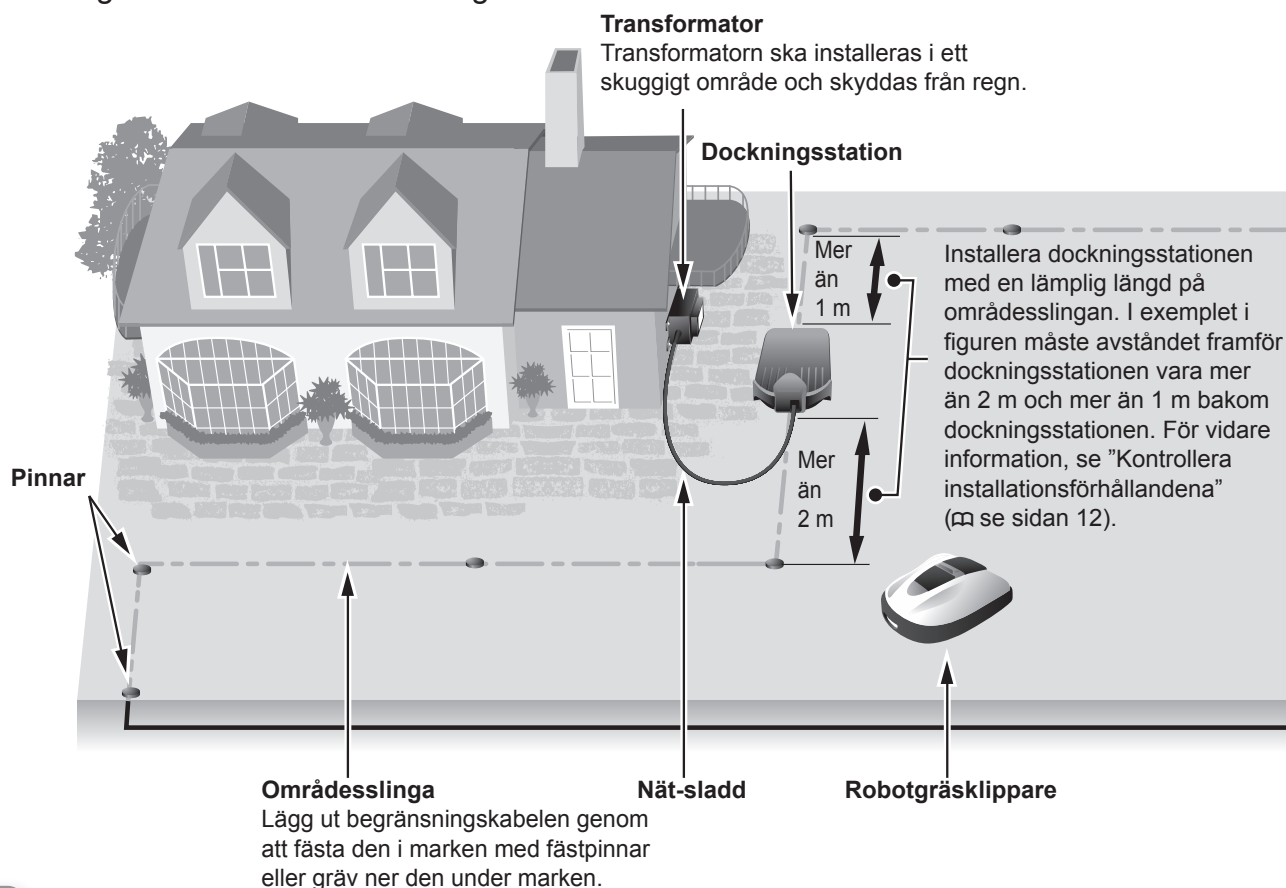 Transformator
Transformatorn ska installeras i ett
skuggigt område och skyddas från regn.
Dockningsstation
Mer
än
1 m
Installera dockningsstationen
med en lämplig längd på
områdesslingan. I exemplet i
figuren måste avståndet framför
dockningsstationen vara mer
än 2 m och mer än 1 m bakom
dockningsstationen. För vidare
information, se ”Kontrollera
installationsförhållandena”
(se sidan 12).
Mer
än
2 m
Pinnar
Områdesslinga
Lägg ut begränsningskabelen genom
att fästa den i marken med fästpinnar
eller gräv ner den under marken.
Nät-sladd
Robotgräsklippare